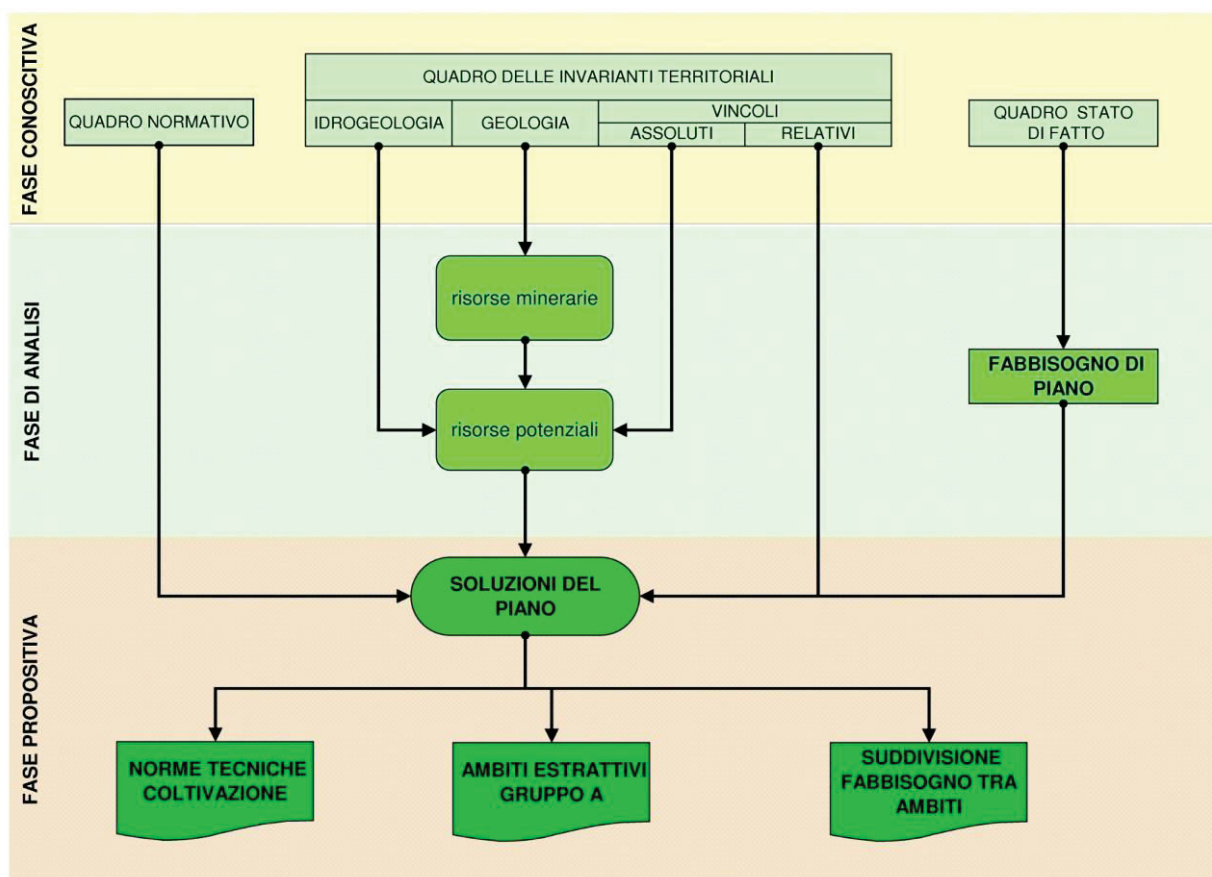 FASE CONOSCITIVA
QUADRO NORMATIVO
QUADRO DELLE INVARIANTI TERRITORIALI
IDROGEOLOGIA
GEOLOGIA
VINCOLI
ASSOLUTI
RELATIVI
QUADRO STATO
DI FATTO
FASE DI ANALISI
risorse minerarie
risorse potenziali
FABBISOGNO DI
PIANO
FASE PROPOSITIVA
SOLUZIONI DEL
PIANO
NORME TECNICHE
COLTIVAZIONE
AMBITI ESTRATTIVI
GRUPPO A
SUDDIVISIONE
FABBISOGNO TRA
AMBITI